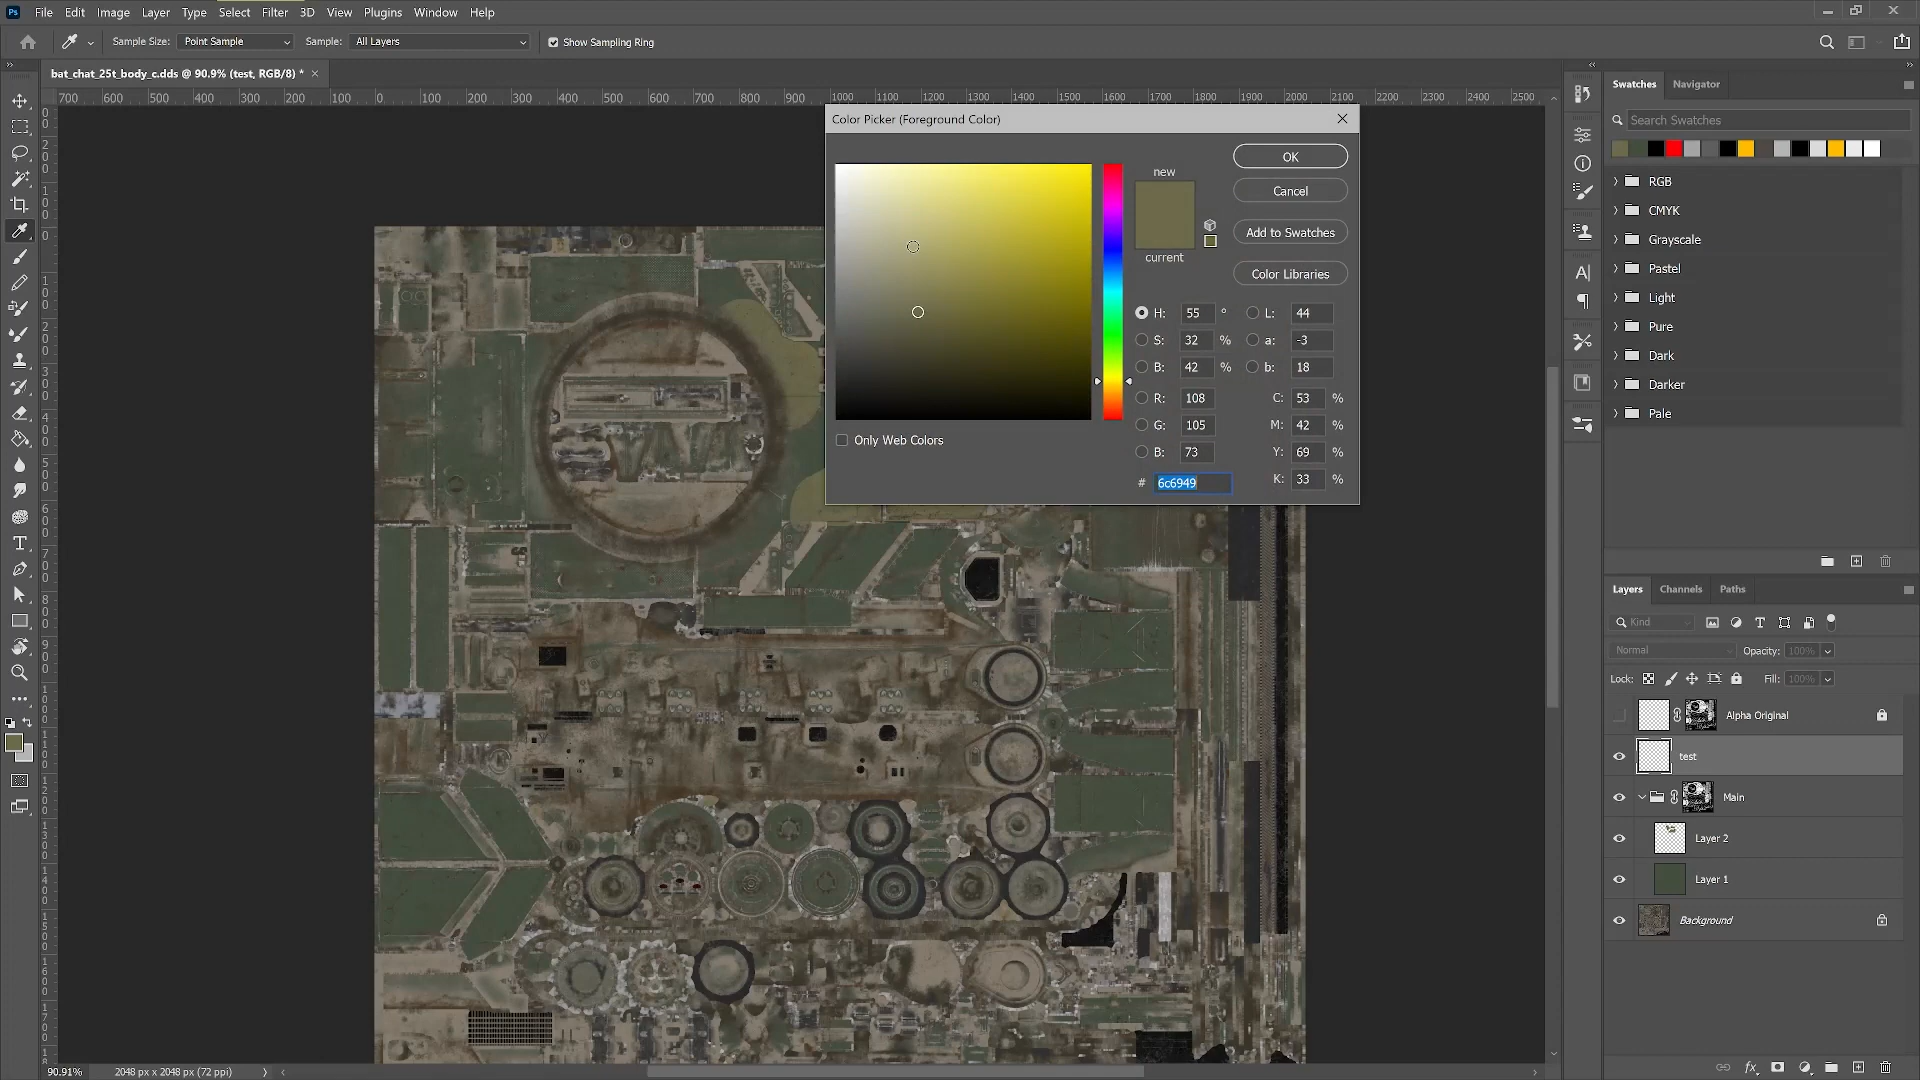 Ps File Edit Image Layer Type Select Filter 3D View Plugins Window Help
Sample Size: Point Sample Sample: All Layers Show Sampling Ring
bat_chat_25t_body_c.dds @ 90.9% (test, RGB/8) * ×
700 600 500 400 300 200 100 0 100 200 300 400 500 600 700 800 900 1000 1100 1200 1300 1400 1500 1600 1700 1800 1900 2000 2100 2200 2300 2400 2500
Color Picker (Foreground Color)
new
current
OK
Cancel
Add to Swatches
Color Libraries
H: 55 ° L: 44
S: 32 % a: -3
B: 42 % b: 18
R: 108 C: 53 %
G: 105 M: 42 %
B: 73 Y: 69 %
# 6c6949 K: 33 %
Only Web Colors
Swatches Navigator
Search Swatches
RGB
CMYK
Grayscale
Pastel
Light
Pure
Dark
Darker
Pale
Layers Channels Paths
Kind
Normal Opacity: 100%
Lock: Fill: 100%
Alpha Original
test
Main
Layer 2
Layer 1
Background
90.91% 2048 px x 2048 px (72 ppi)